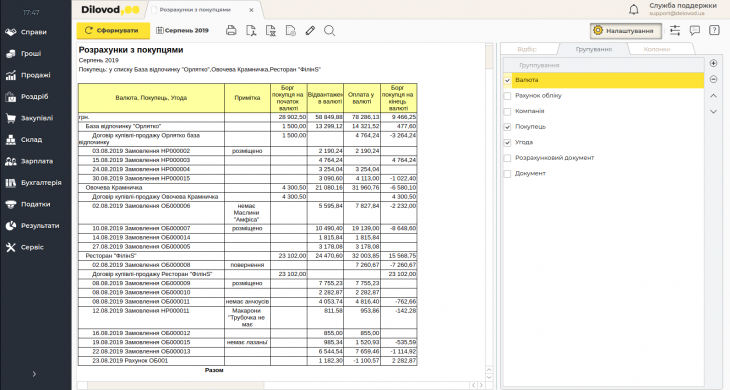 17:47
Dilovod
Розрахунки з покупцями
Служба поддержки
support@dilovod.ua
Справи
Гроші
Продажі
Роздріб
Закупівлі
Склад
Зарплата
Бухгалтерія
Податки
Результати
Сервіс
Сформувати
Серпень 2019
Налаштування
Розрахунки з покупцями
Серпень 2019
Покупець: у списку База відпочинку "Орлятко",Овочева Крамничка,Ресторан "ФілінS"
Валюта, Покупець, Угода Примітка Борг покупця на початок валюті Відвантажен в валюті Оплата у валюті Борг покупця на кінець валюті
грн. 28 902,50 58 849,88 78 286,13 9 466,25
База відпочинку "Орлятко" 1 500,00 13 299,12 14 321,52 477,60
Договір купівлі-продажу Орлятко база відпочинку 1 500,00 4 764,24 -3 264,24
03.08.2019 Замовлення НР000002 розміщено 2 190,24 2 190,24
15.08.2019 Замовлення НР000003 4 764,24 4 764,24
24.08.2019 Замовлення НР000004 3 254,04 3 254,04
30.08.2019 Замовлення НР000015 3 090,60 4 113,00 -1 022,40
Овочева Крамничка 4 300,50 21 080,16 31 960,76 -6 580,10
Договір купівлі-продажу Овочева Крамничка 4 300,50 4 300,50
02.08.2019 Замовлення ОБ000006 немає Маслини "Амфіса" 5 595,84 7 827,84 -2 232,00
10.08.2019 Замовлення ОБ000007 розміщено 10 490,40 19 139,00 -8 648,60
14.08.2019 Замовлення ОБ000014 1 815,84 1 815,84
27.08.2019 Замовлення ОБ000005 3 178,08 3 178,08
Ресторан "ФілінS" 23 102,00 24 470,60 32 003,85 15 568,75
02.08.2019 Замовлення ОБ000008 повернення 7 260,67 -7 260,67
Договір купівлі-продажу Ресторан "ФілінS" 23 102,00 23 102,00
08.08.2019 Замовлення ОБ000009 розміщено 7 755,23 7 755,23
08.08.2019 Замовлення ОБ000010 2 282,87 2 282,87
08.08.2019 Замовлення ОБ000011 немає анчоусів 4 053,74 4 816,40 -762,66
12.08.2019 Замовлення НР000011 Макарони "Трубочка не має 811,58 953,86 -142,28
16.08.2019 Замовлення ОБ000012 855,00 855,00
19.08.2019 Замовлення ОБ000015 немає лазаньї 985,34 1 520,93 -535,59
22.08.2019 Замовлення ОБ000013 6 544,54 7 659,46 -1 114,92
23.08.2019 Рахунок ОБ001 1 182,30 -1 100,57 2 282,87
Разом
Відбір Групування Колонки
Группування
Валюта
Рахунок обліку
Компанія
Покупець
Угода
Розрахунковий документ
Документ